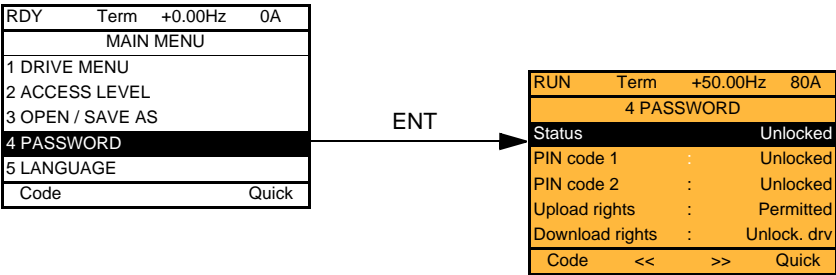 RDY Term +0.00Hz 0A
MAIN MENU
1 DRIVE MENU
2 ACCESS LEVEL
3 OPEN / SAVE AS
4 PASSWORD
5 LANGUAGE
Code Quick
ENT
RUN Term +50.00Hz 80A
4 PASSWORD
Status Unlocked
PIN code 1 : Unlocked
PIN code 2 : Unlocked
Upload rights : Permitted
Download rights : Unlock. drv
Code << >> Quick